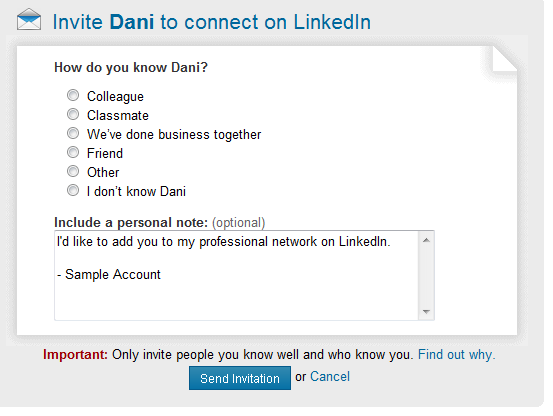 Invite Dani to connect on LinkedIn
How do you know Dani?
Colleague
Classmate
We've done business together
Friend
Other
I don't know Dani
Include a personal note: (optional)
I'd like to add you to my professional network on LinkedIn.
- Sample Account
Important: Only invite people you know well and who know you. Find out why.
Send Invitation or Cancel